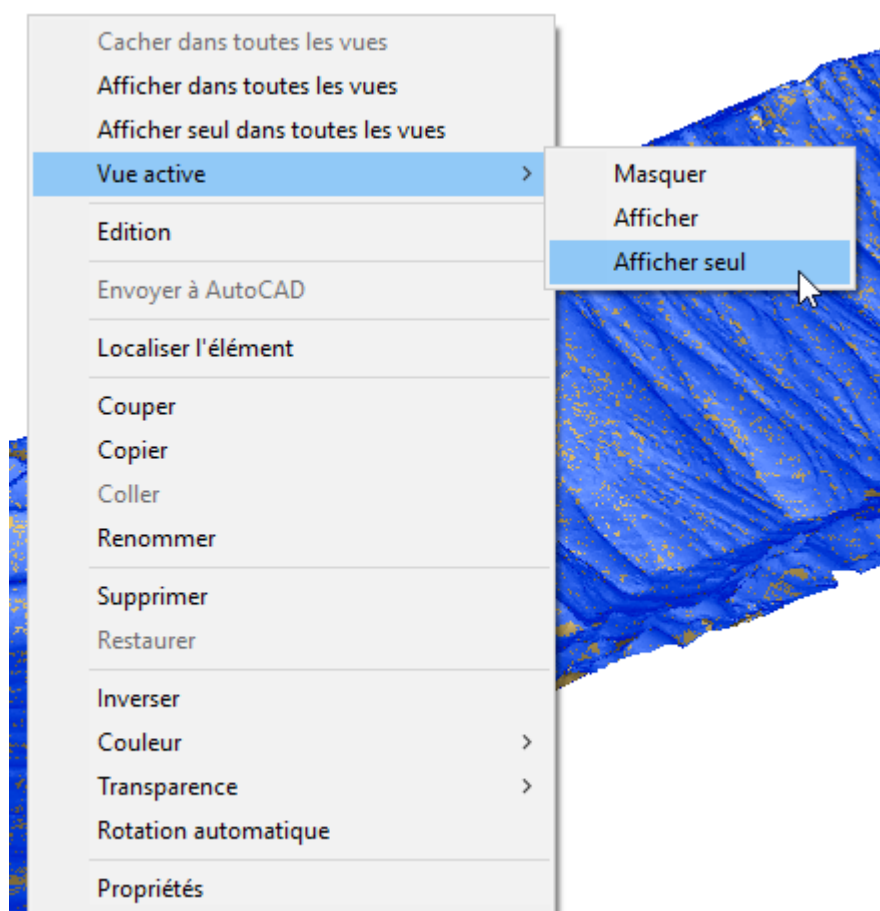 Cacher dans toutes les vues
Afficher dans toutes les vues
Afficher seul dans toutes les vues
Vue active
Masquer
Afficher
Afficher seul
Edition
Envoyer à AutoCAD
Localiser l'élément
Couper
Copier
Coller
Renommer
Supprimer
Restaurer
Inverser
Couleur
Transparence
Rotation automatique
Propriétés